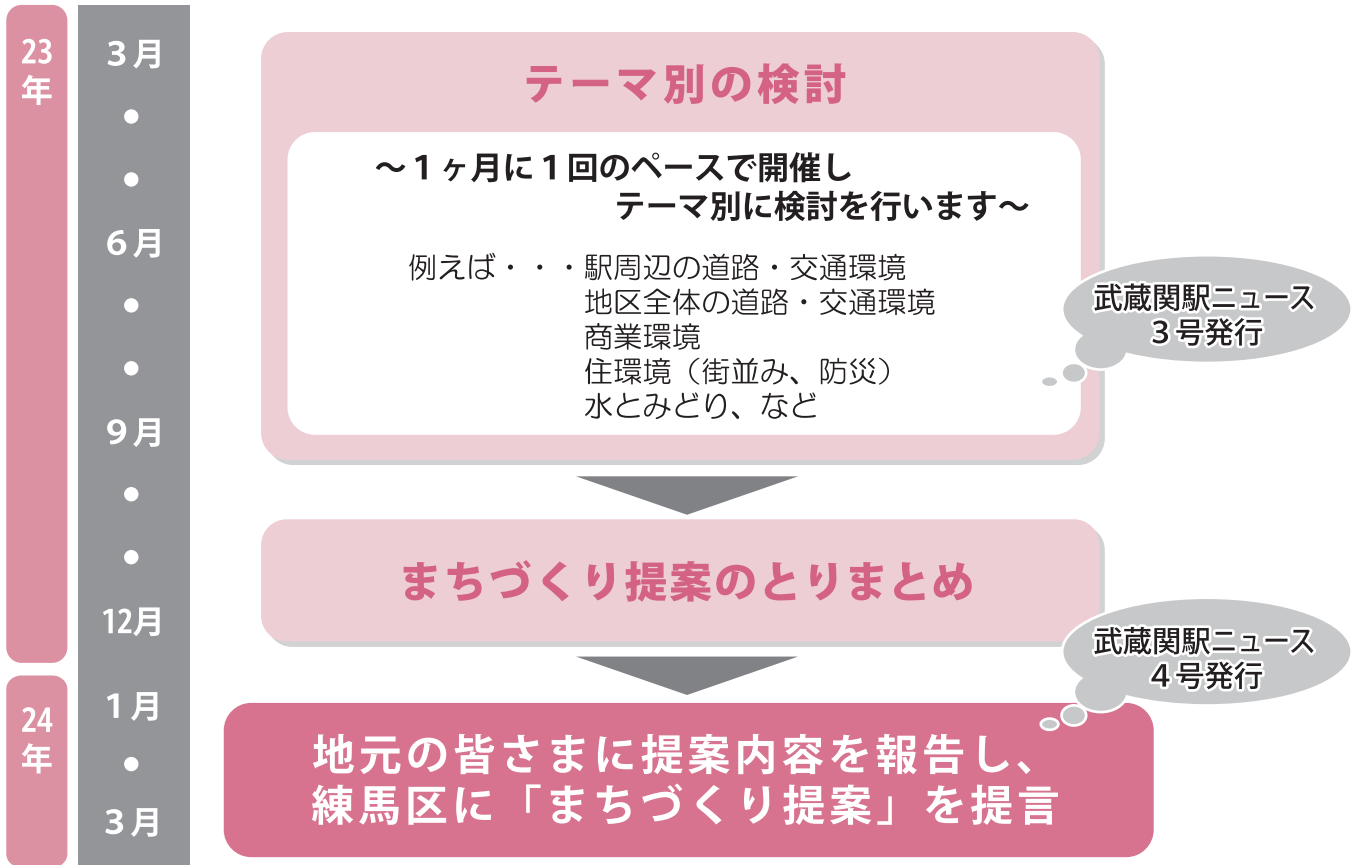 23
年
3月
・
・
6月
・
・
9月
・
・
12月
24
年
1月
・
3月
テーマ別の検討
～1ヶ月に1回のペースで開催し
テーマ別に検討を行います～
例えば・・・駅周辺の道路・交通環境
地区全体の道路・交通環境
商業環境
住環境（街並み、防災）
水とみどり、など
武蔵関駅ニュース
3号発行
まちづくり提案のとりまとめ
武蔵関駅ニュース
4号発行
地元の皆さまに提案内容を報告し、
練馬区に「まちづくり提案」を提言